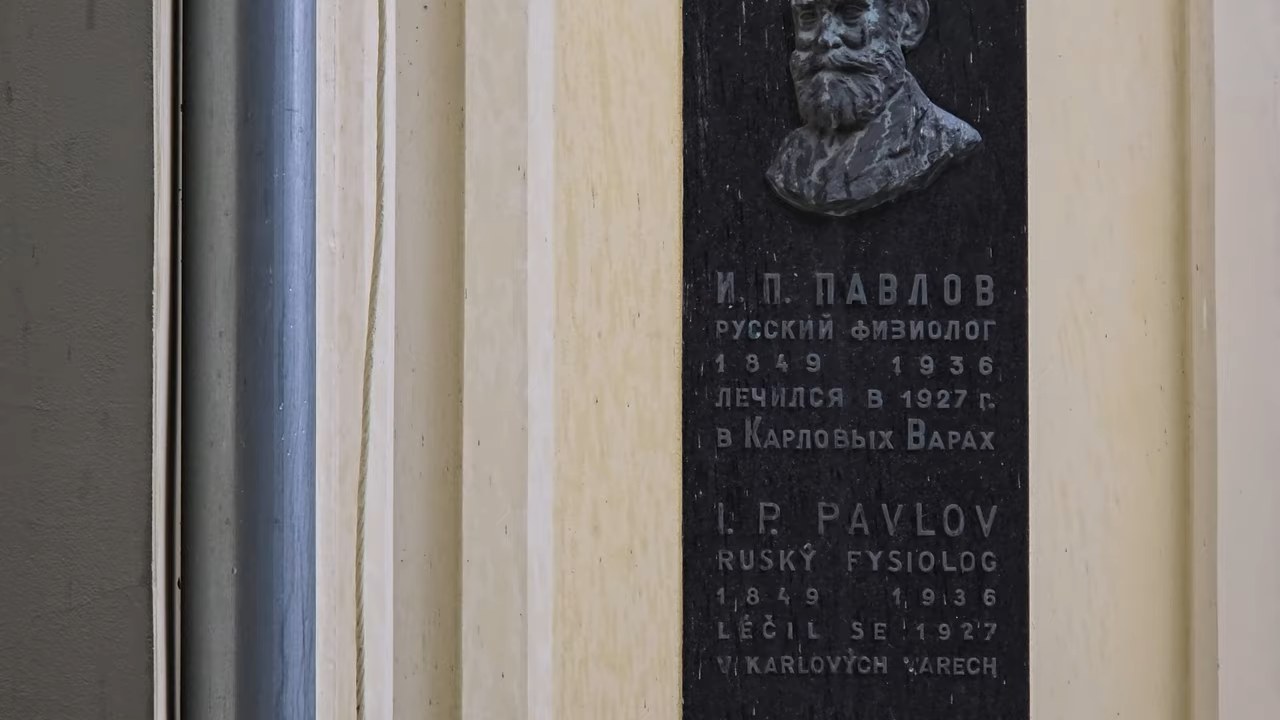 И. П. ПАВЛОВ
РУССКИЙ ФИЗИОЛОГ
1849 1936
ЛЕЧИЛСЯ В 1927 Г.
В КАРЛОВЫХ ВАРАХ
I. P. PAVLOV
RUSKÝ FYSIOLOG
1849 1936
LÉČIL SE 1927
V KARLOVÝCH VARECH